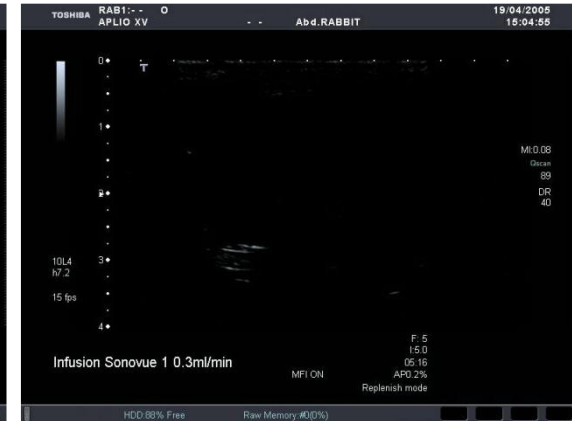 TOSHIBA RAB1:- - O 19/04/2005
APLIO XV - - Abd.RABBIT 15:04:55
0
T
1
MI:0.08
Qscan
89
2
DR
40
10L4
3
h7.2
15 fps
4
F: 5
I:5.0
Infusion Sonovue 1 0.3ml/min
05:16
MFI ON AP0.2%
Replenish mode
HDD:88% Free Raw Memory:#0(0%)